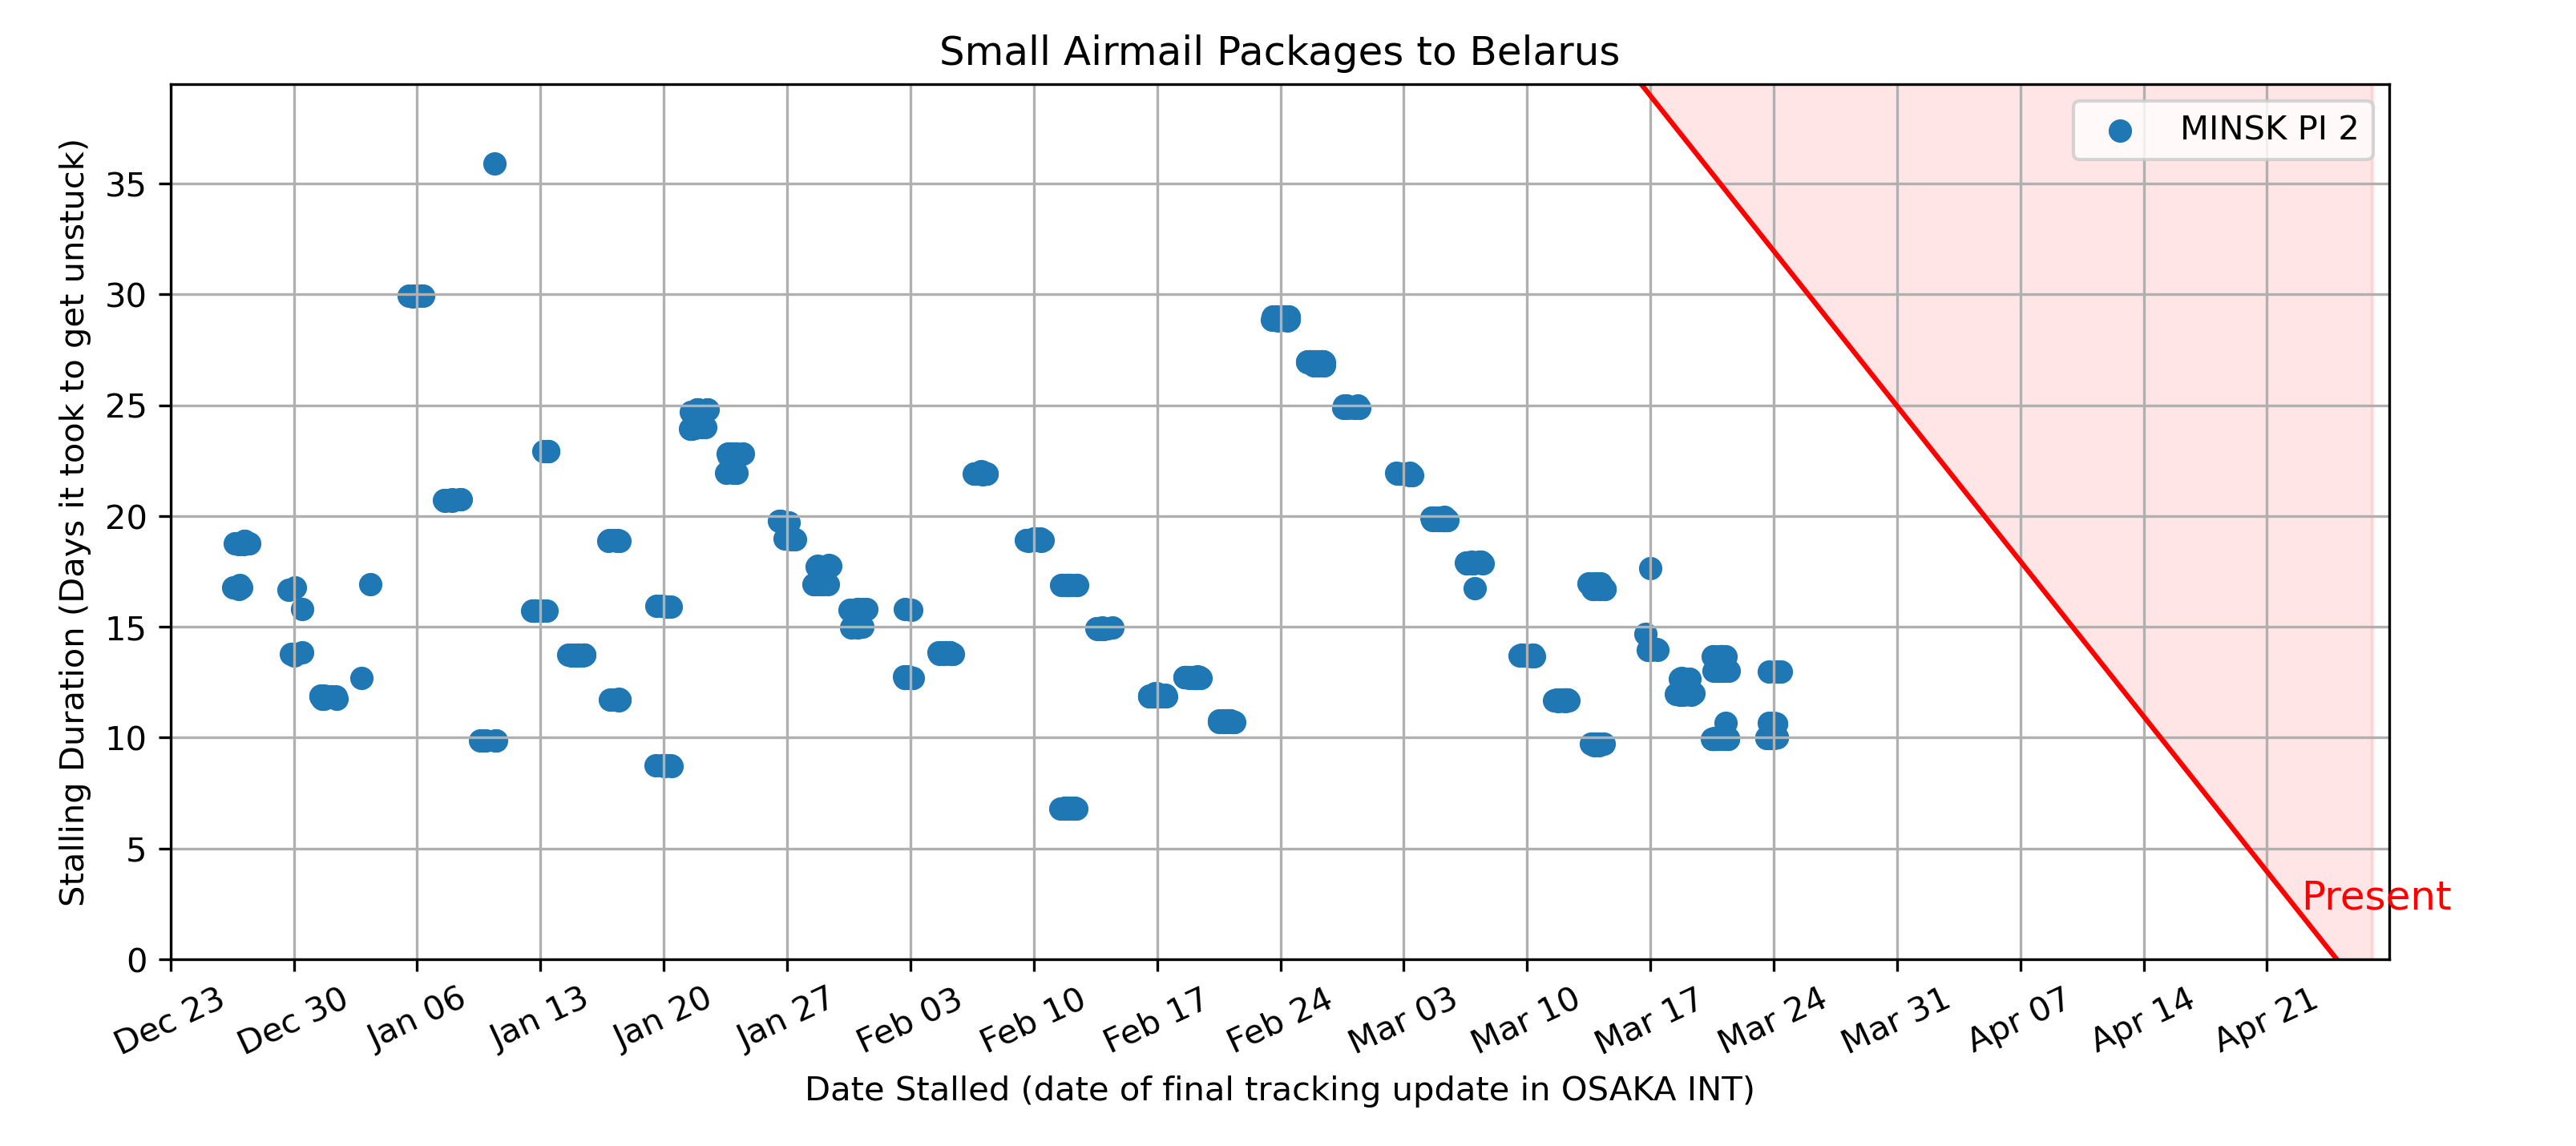 Small Airmail Packages to Belarus
MINSK PI 2
Stalling Duration (Days it took to get unstuck)
35
30
25
20
15
10
5
0
Present
Dec 23
Dec 30
Jan 06
Jan 13
Jan 20
Jan 27
Feb 03
Feb 10
Feb 17
Feb 24
Mar 03
Mar 10
Mar 17
Mar 24
Mar 31
Apr 07
Apr 14
Apr 21
Date Stalled (date of final tracking update in OSAKA INT)